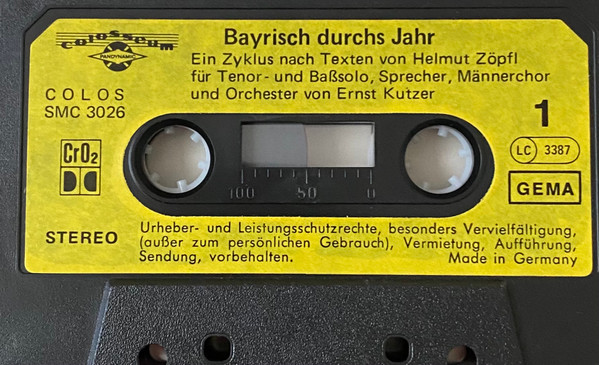 colosseum
PANDYNAMIC
Bayrisch durchs Jahr
Ein Zyklus nach Texten von Helmut Zöpfl
für Tenor- und Baßsolo, Sprecher, Männerchor
und Orchester von Ernst Kutzer
COLOS
SMC 3026
1
LC 3387
CrO2
GEMA
100 50 0
STEREO
Urheber- und Leistungsschutzrechte, besonders Vervielfältigung,
(außer zum persönlichen Gebrauch), Vermietung, Aufführung,
Sendung, vorbehalten. Made in Germany